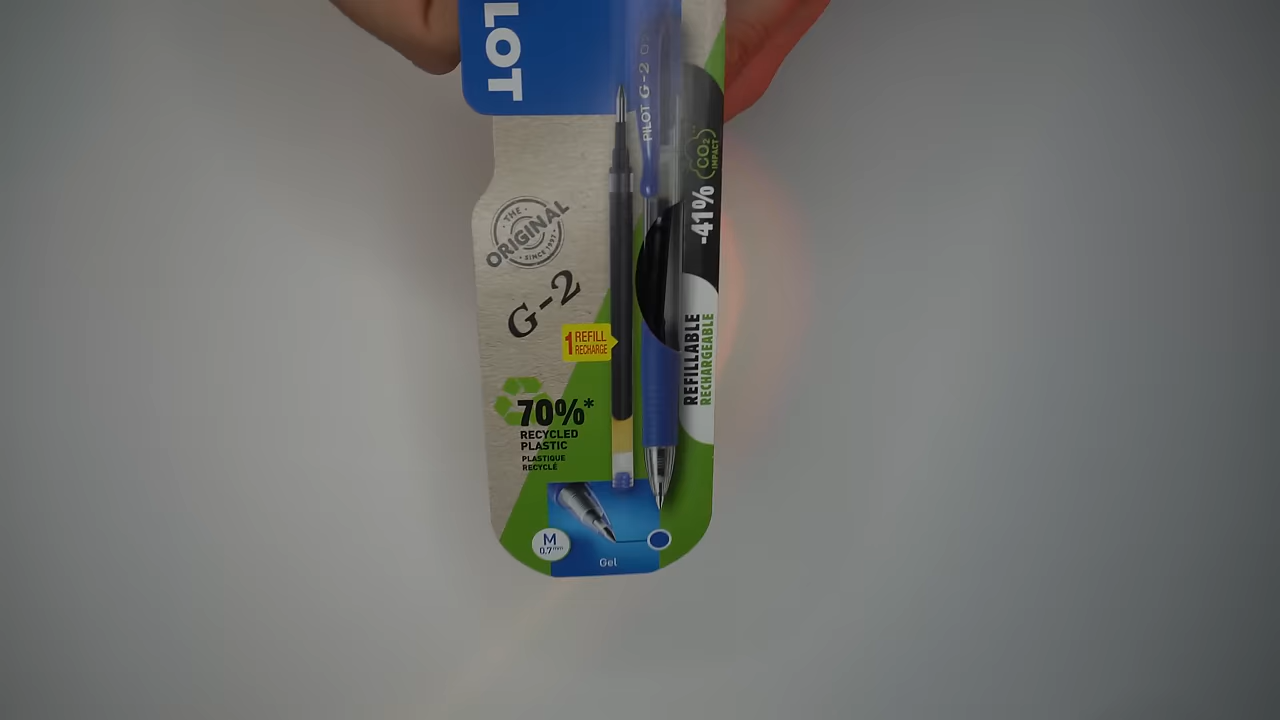 LOT
PILOT G-2 0
CO₂
IMPACT
-41%
THE
ORIGINAL
SINCE 1997
G-2
1 REFILL
RECHARGE
REFILLABLE
RECHARGEABLE
70%*
RECYCLED
PLASTIC
PLASTIQUE
RECYCLÉ
M
0,7mm
Gel